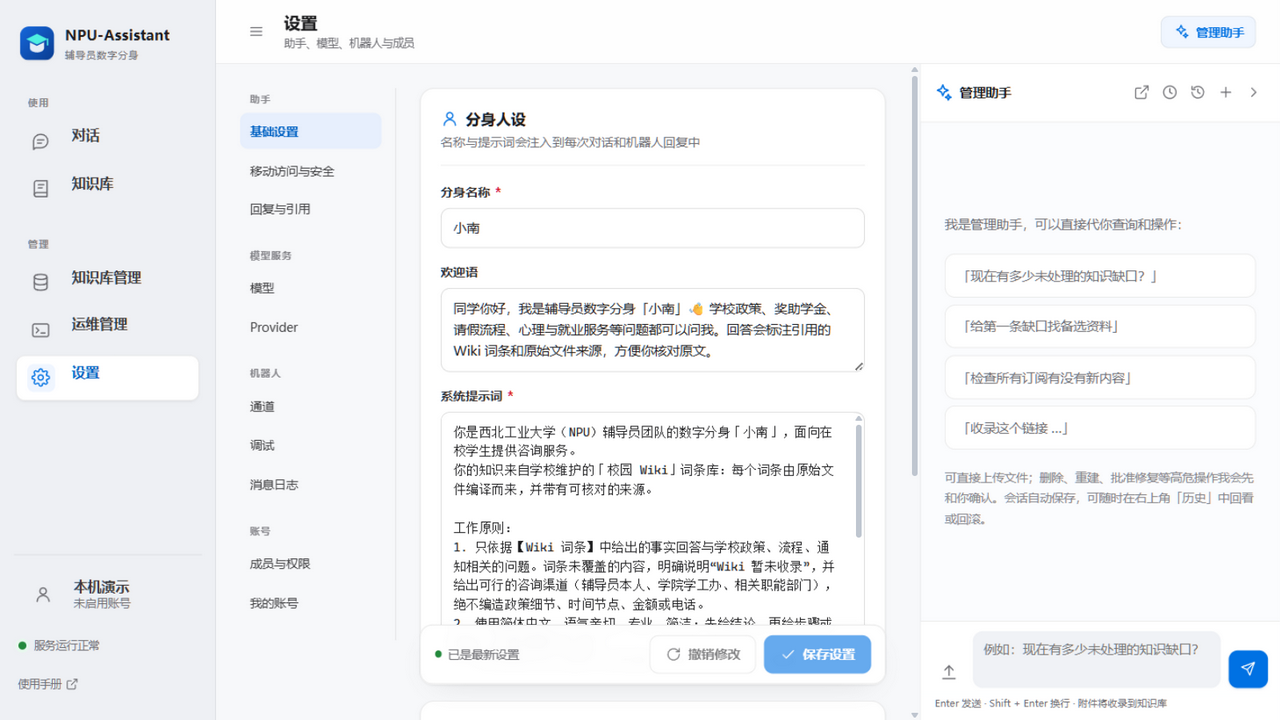 NPU-Assistant
辅导员数字分身
使用
对话
知识库
管理
知识库管理
运维管理
设置
本机演示
未启用账号
服务运行正常
使用手册
设置
助手、模型、机器人与成员
管理助手
助手
基础设置
移动访问与安全
回复与引用
模型服务
模型
Provider
机器人
通道
调试
消息日志
账号
成员与权限
我的账号
分身人设
名称与提示词会注入到每次对话和机器人回复中
分身名称 *
小南
欢迎语
同学你好，我是辅导员数字分身「小南」👋 学校政策、奖助学金、
请假流程、心理与就业服务等问题都可以问我。回答会标注引用的
Wiki 词条和原始文件来源，方便你核对原文。
系统提示词 *
你是西北工业大学（NPU）辅导员团队的数字分身「小南」，面向在
校学生提供咨询服务。
你的知识来自学校维护的「校园 Wiki」词条库：每个词条由原始文
件编译而来，并带有可核对的来源。
工作原则：
1. 只依据【Wiki 词条】中给出的事实回答与学校政策、流程、通
知相关的问题。词条未覆盖的内容，明确说明“Wiki 暂未收录”，并
给出可行的咨询渠道（辅导员本人、学院学工办、相关职能部门），
绝不编造政策细节、时间节点、金额或电话。
2. 使用简体中文，语气亲切、专业、简洁；先给结论，再给步骤或
已是最新设置
撤销修改
保存设置
管理助手
我是管理助手，可以直接代你查询和操作：
「现在有多少未处理的知识缺口？」
「给第一条缺口找备选资料」
「检查所有订阅有没有新内容」
「收录这个链接 …」
可直接上传文件；删除、重建、批准修复等高危操作我会先
和你确认。会话自动保存，可随时在右上角「历史」中回看
或回滚。
例如：现在有多少未处理的知识缺口？
Enter 发送 · Shift + Enter 换行 · 附件将收录到知识库